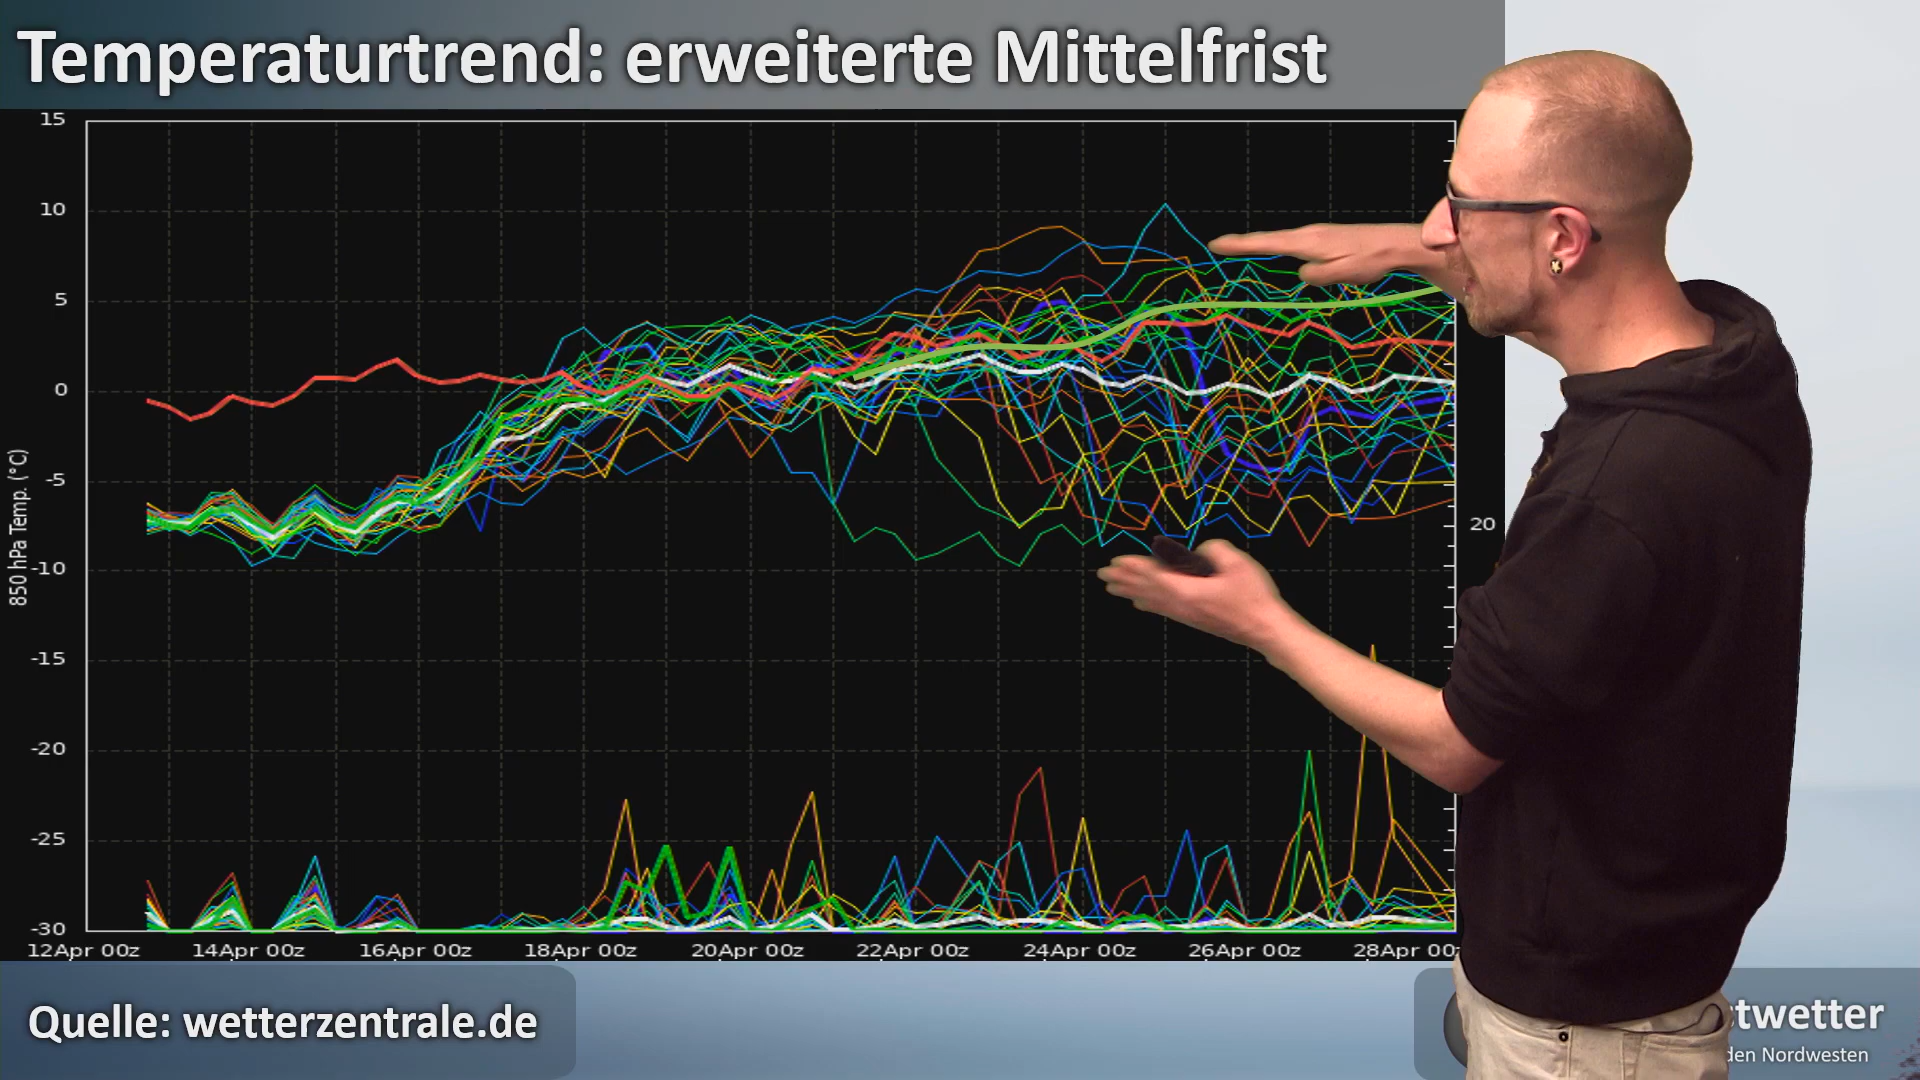 Temperaturtrend: erweiterte Mittelfrist
15
10
5
0
-5
-10
-15
-20
-25
-30
850 hPa Temp. (°C)
20
12Apr 00z 14Apr 00z 16Apr 00z 18Apr 00z 20Apr 00z 22Apr 00z 24Apr 00z 26Apr 00z 28Apr 00z
Quelle: wetterzentrale.de
ctwetter
den Nordwesten